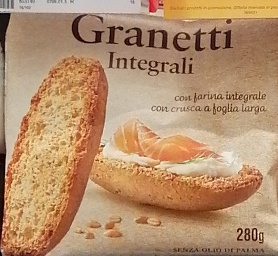 Granetti
Integrali
con farina integrale
con crusca a foglia larga
280g
SENZA OLIO DI PALMA